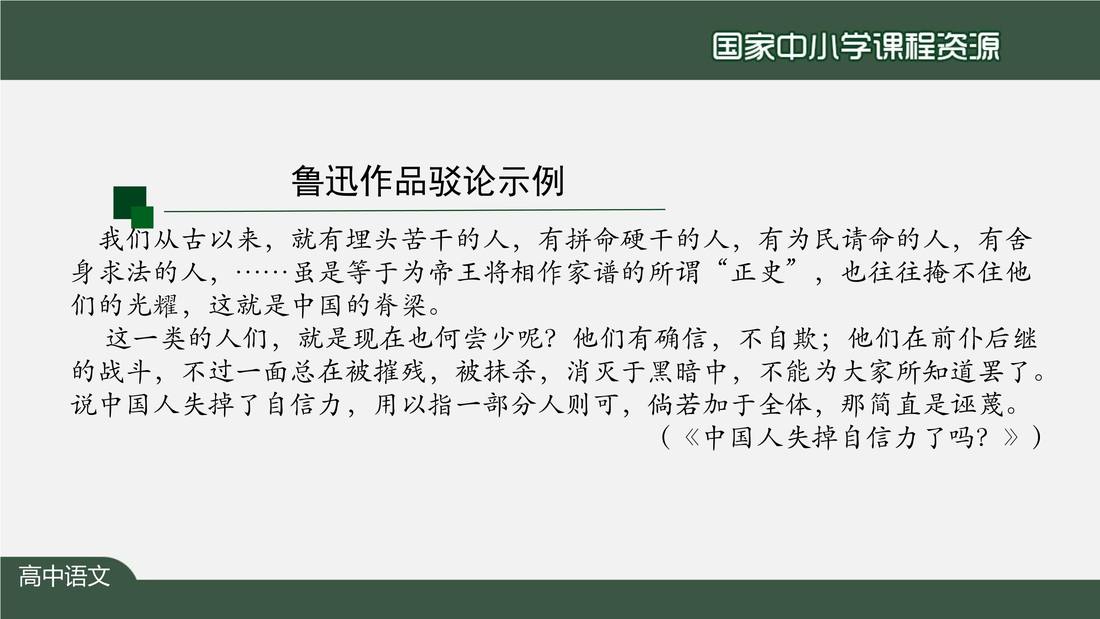 国家中小学课程资源
鲁迅作品驳论示例
我们从古以来，就有埋头苦干的人，有拼命硬干的人，有为民请命的人，有舍
身求法的人，……虽是等于为帝王将相作家谱的所谓“正史”，也往往掩不住他
们的光耀，这就是中国的脊梁。
这一类的人们，就是现在也何尝少呢？他们有确信，不自欺；他们在前仆后继
的战斗，不过一面总在被摧残，被抹杀，消灭于黑暗中，不能为大家所知道罢了。
说中国人失掉了自信力，用以指一部分人则可，倘若加于全体，那简直是诬蔑。
（《中国人失掉自信力了吗？》）
高中语文